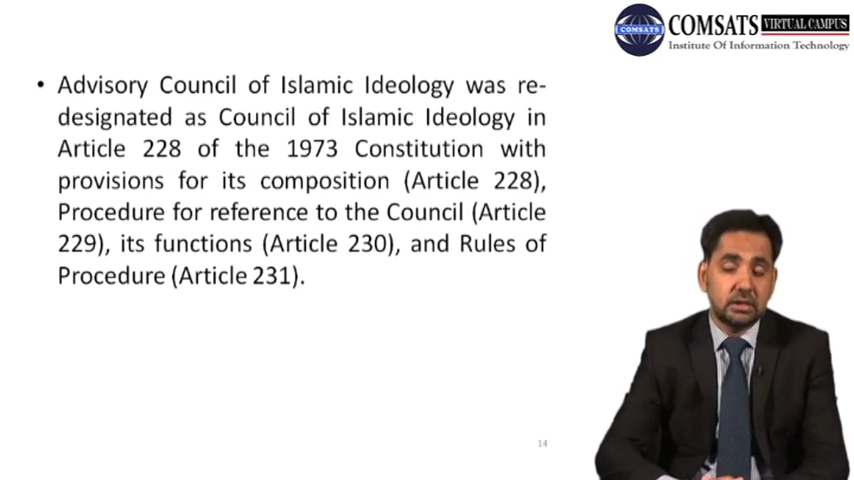 COMSATS VIRTUAL CAMPUS
COMSATS
Institute Of Information Technology
• Advisory Council of Islamic Ideology was re-
designated as Council of Islamic Ideology in
Article 228 of the 1973 Constitution with
provisions for its composition (Article 228),
Procedure for reference to the Council (Article
229), its functions (Article 230), and Rules of
Procedure (Article 231).
14